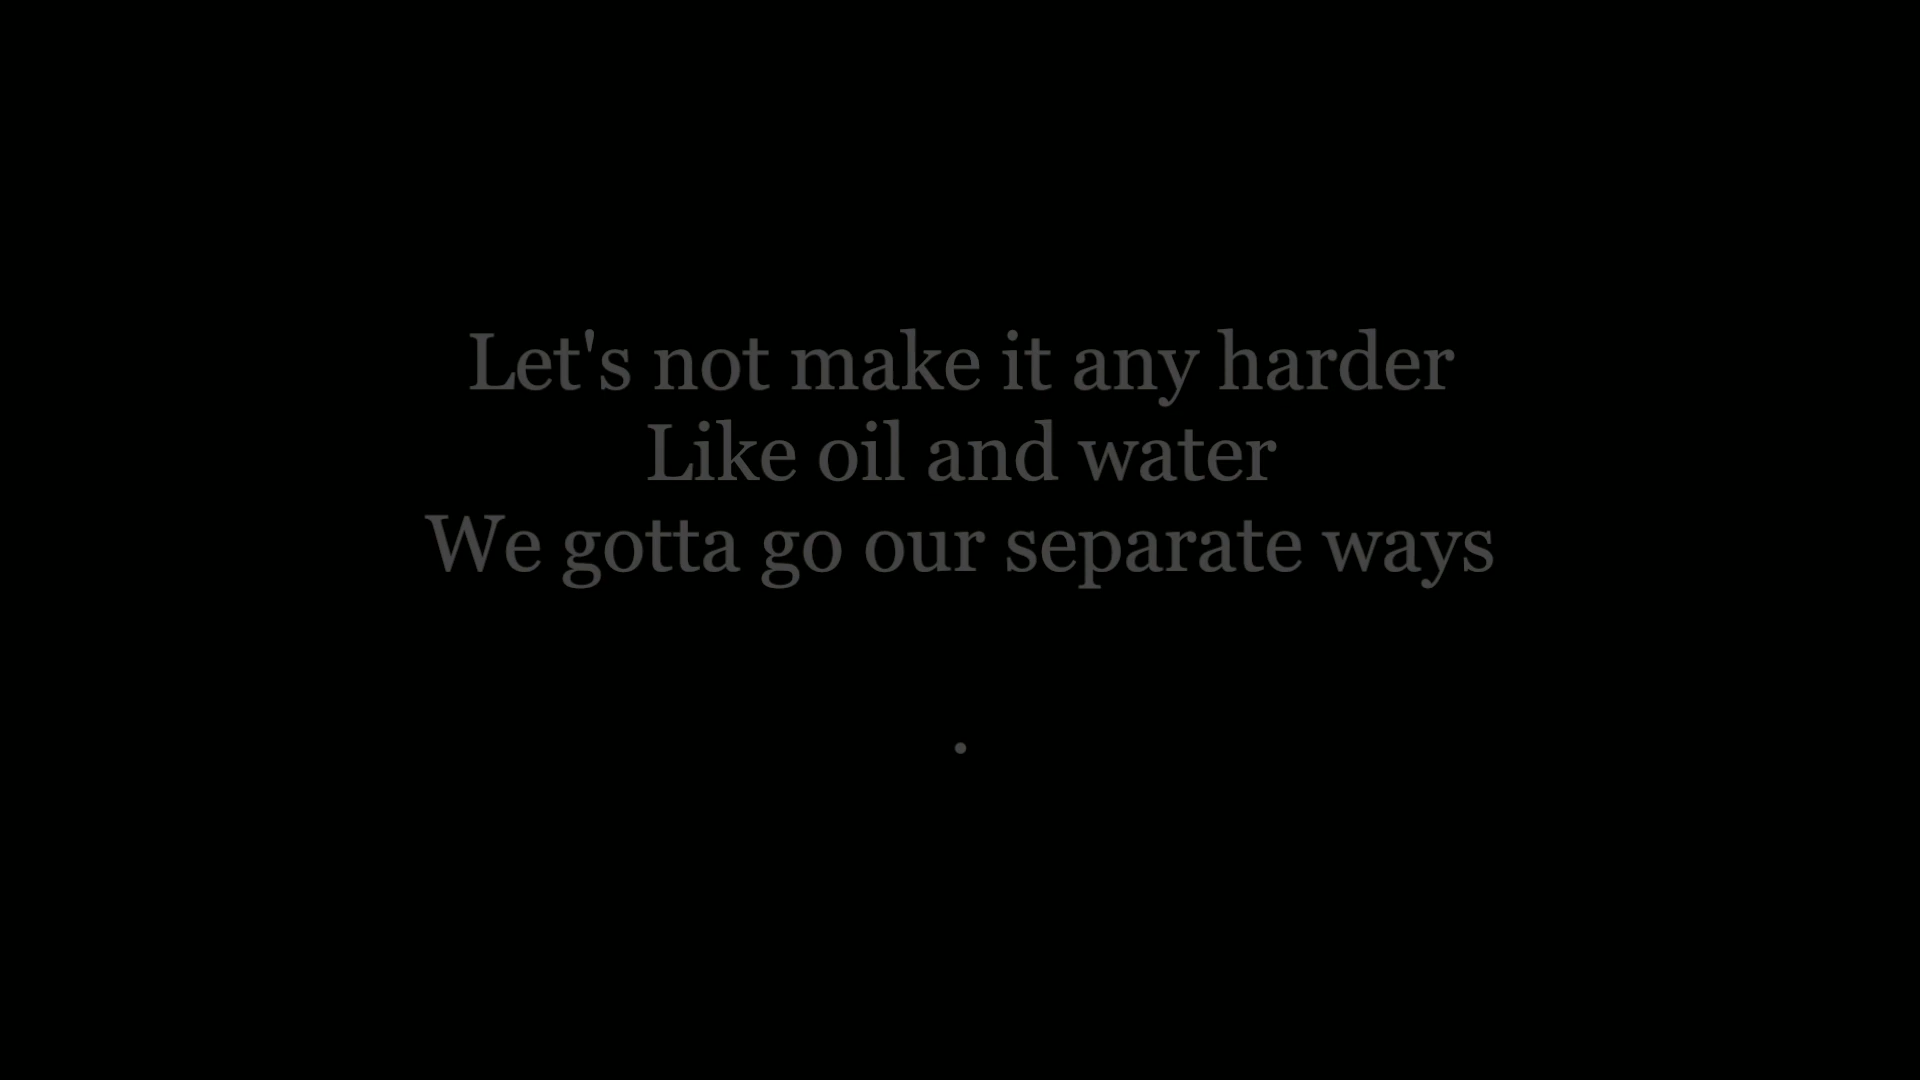 Let's not make it any harder
Like oil and water
We gotta go our separate ways
.